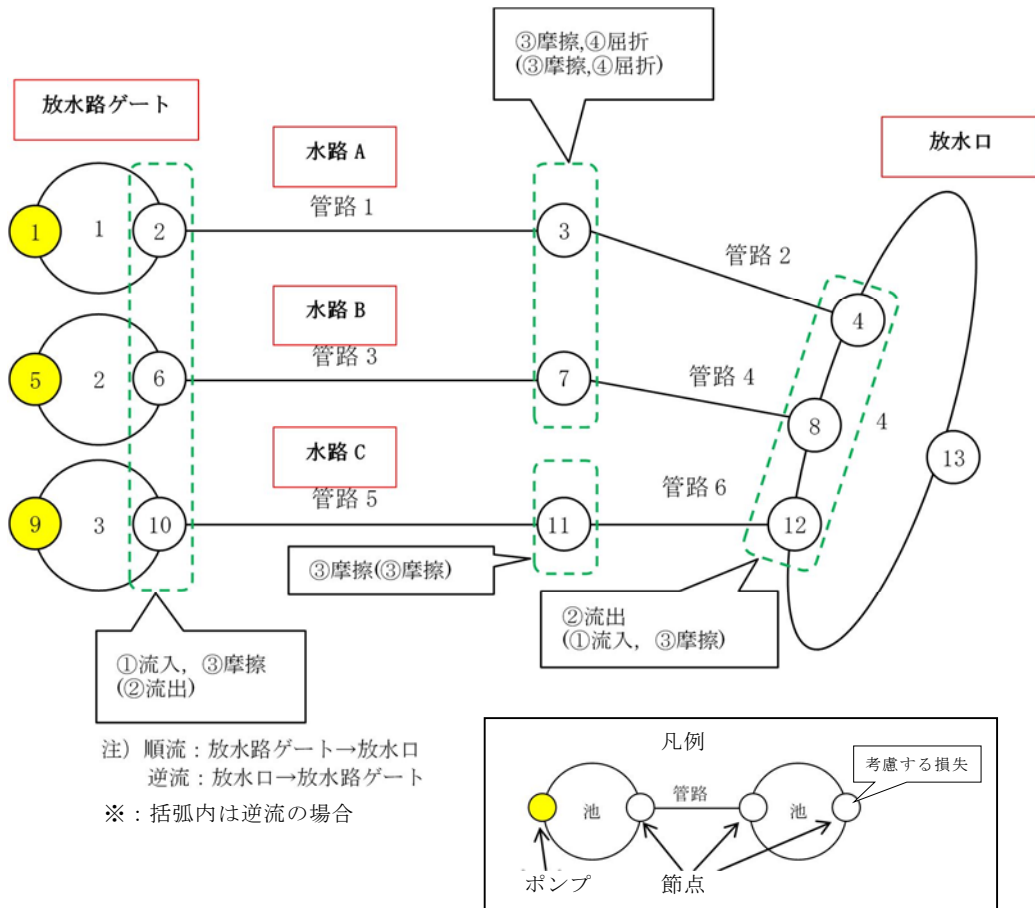 ③摩擦,④屈折
(③摩擦,④屈折)
放水路ゲート
水路 A
放水口
管路 1
1
1
2
3
管路 2
4
水路 B
管路 3
5
2
6
7
管路 4
8
4
13
水路 C
管路 5
9
3
10
11
管路 6
12
③摩擦(③摩擦)
②流出
(①流入，③摩擦)
①流入，③摩擦
(②流出)
注）順流：放水路ゲート→放水口
逆流：放水口→放水路ゲート
※：括弧内は逆流の場合
凡例
考慮する損失
池
管路
池
ポンプ
節点